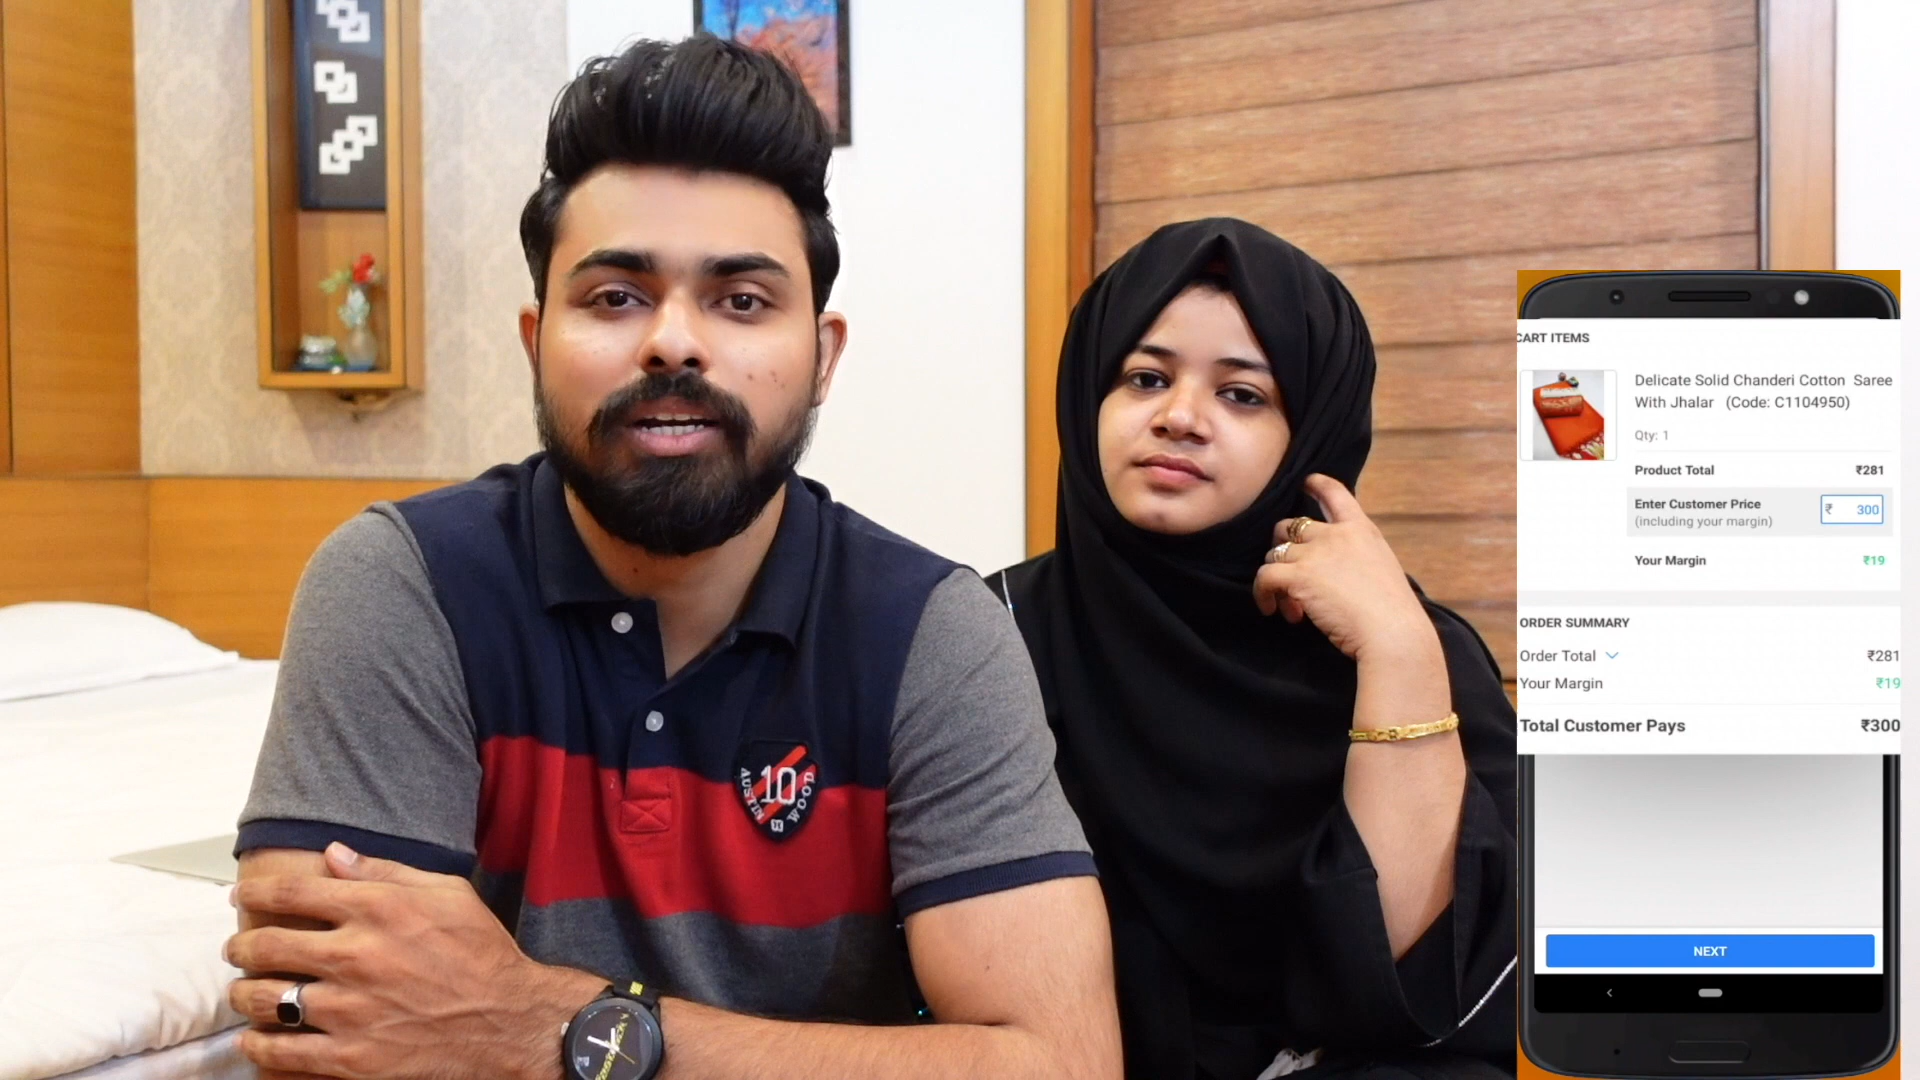 CART ITEMS
Delicate Solid Chanderi Cotton Saree
With Jhalar (Code: C1104950)
Qty: 1
Product Total ₹281
Enter Customer Price
(including your margin)
₹ 300
Your Margin ₹19
ORDER SUMMARY
Order Total ₹281
Your Margin ₹19
Total Customer Pays ₹300
NEXT
10
AUSTIN WOOD